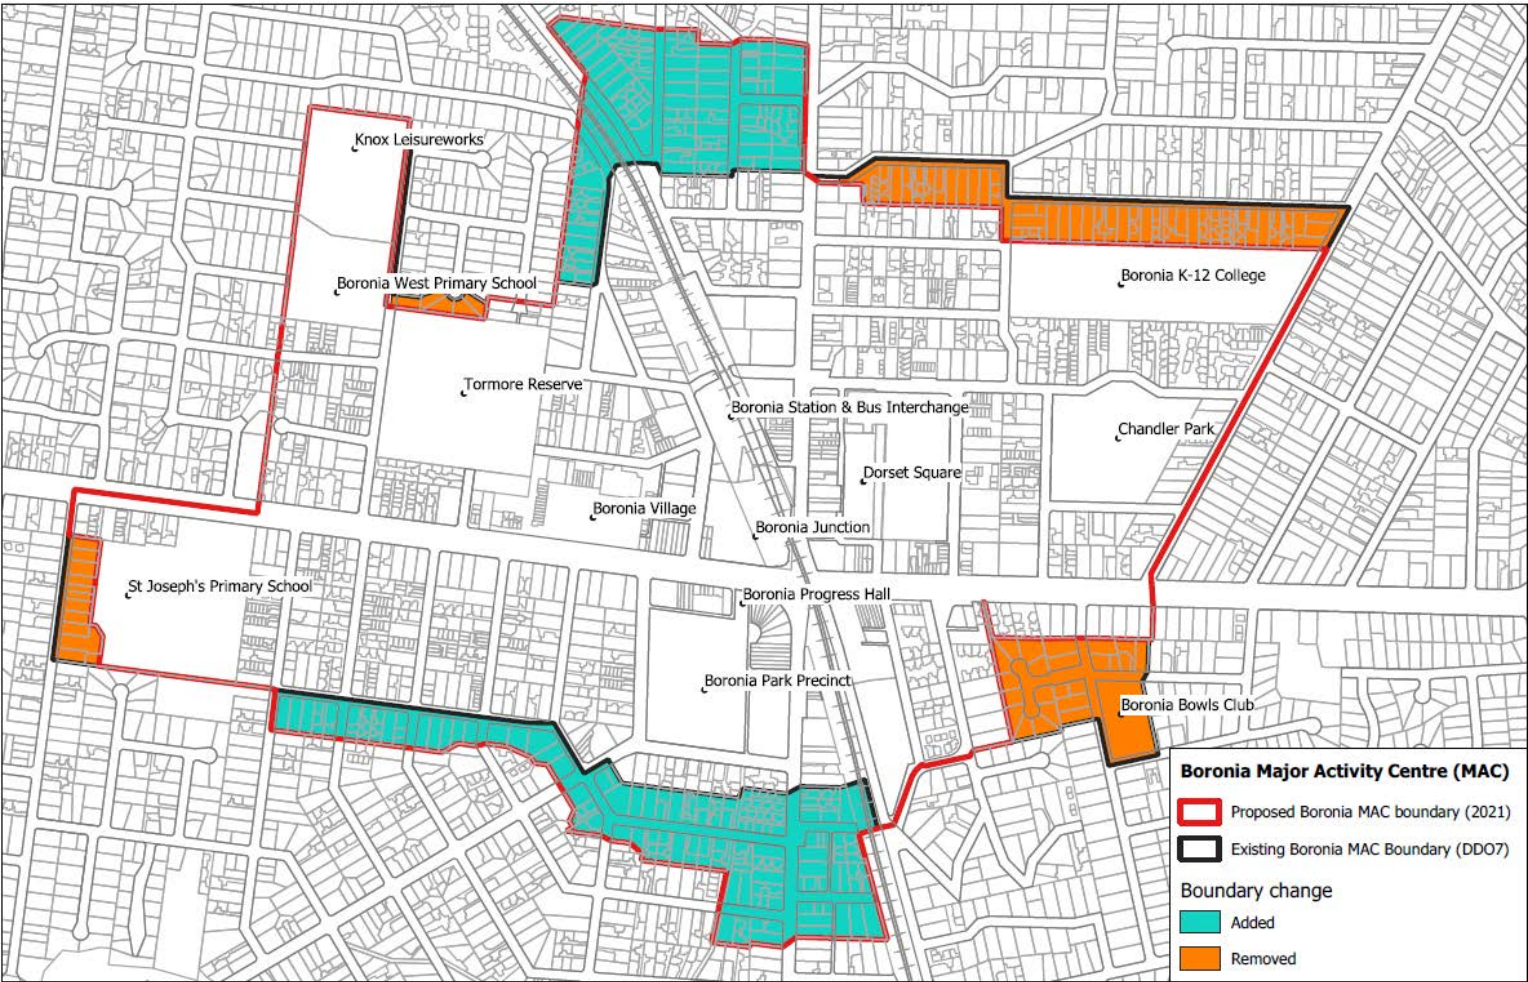 Knox Leisureworks
Boronia K-12 College
Boronia West Primary School
Tormore Reserve
Boronia Station & Bus Interchange
Chandler Park
Dorset Square
Boronia Village
Boronia Junction
St Joseph's Primary School
Boronia Progress Hall
Boronia Park Precinct
Boronia Bowls Club
Boronia Major Activity Centre (MAC)
Proposed Boronia MAC boundary (2021)
Existing Boronia MAC Boundary (DDO7)
Boundary change
Added
Removed